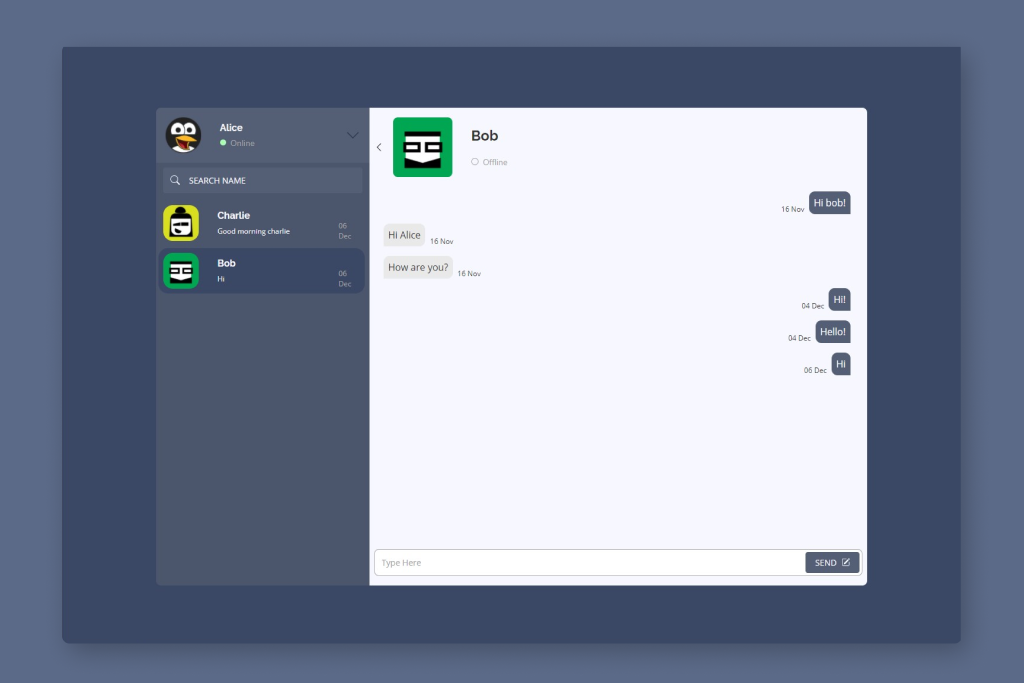 Alice
Online
SEARCH NAME
Charlie
Good morning charlie
06
Dec
Bob
Hi
06
Dec
Bob
Offline
16 Nov Hi bob!
Hi Alice 16 Nov
How are you? 16 Nov
04 Dec Hi!
04 Dec Hello!
06 Dec Hi
Type Here
SEND